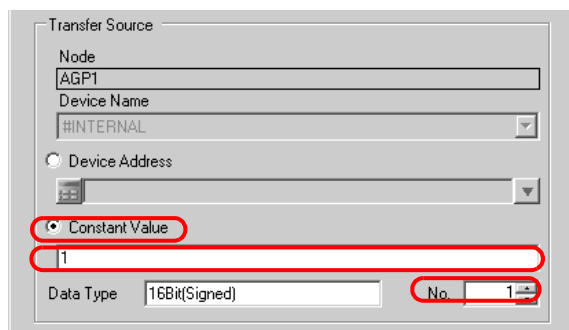 Transfer Source
Node
AGP1
Device Name
#INTERNAL
Device Address
Constant Value
1
Data Type 16Bit(Signed) No. 1